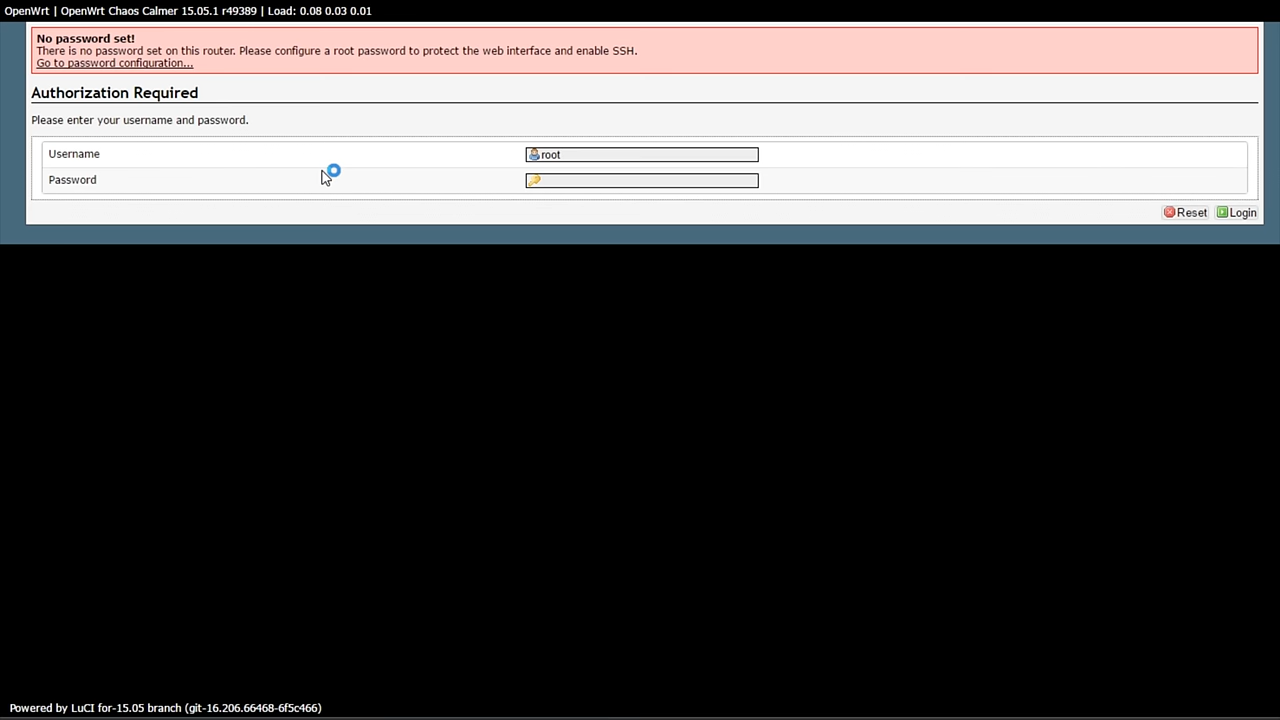 OpenWrt | OpenWrt Chaos Calmer 15.05.1 r49389 | Load: 0.08 0.03 0.01
No password set!
There is no password set on this router. Please configure a root password to protect the web interface and enable SSH.
Go to password configuration...
Authorization Required
Please enter your username and password.
Username root
Password
Reset Login
Powered by LuCI for-15.05 branch (git-16.206.66468-6f5c466)